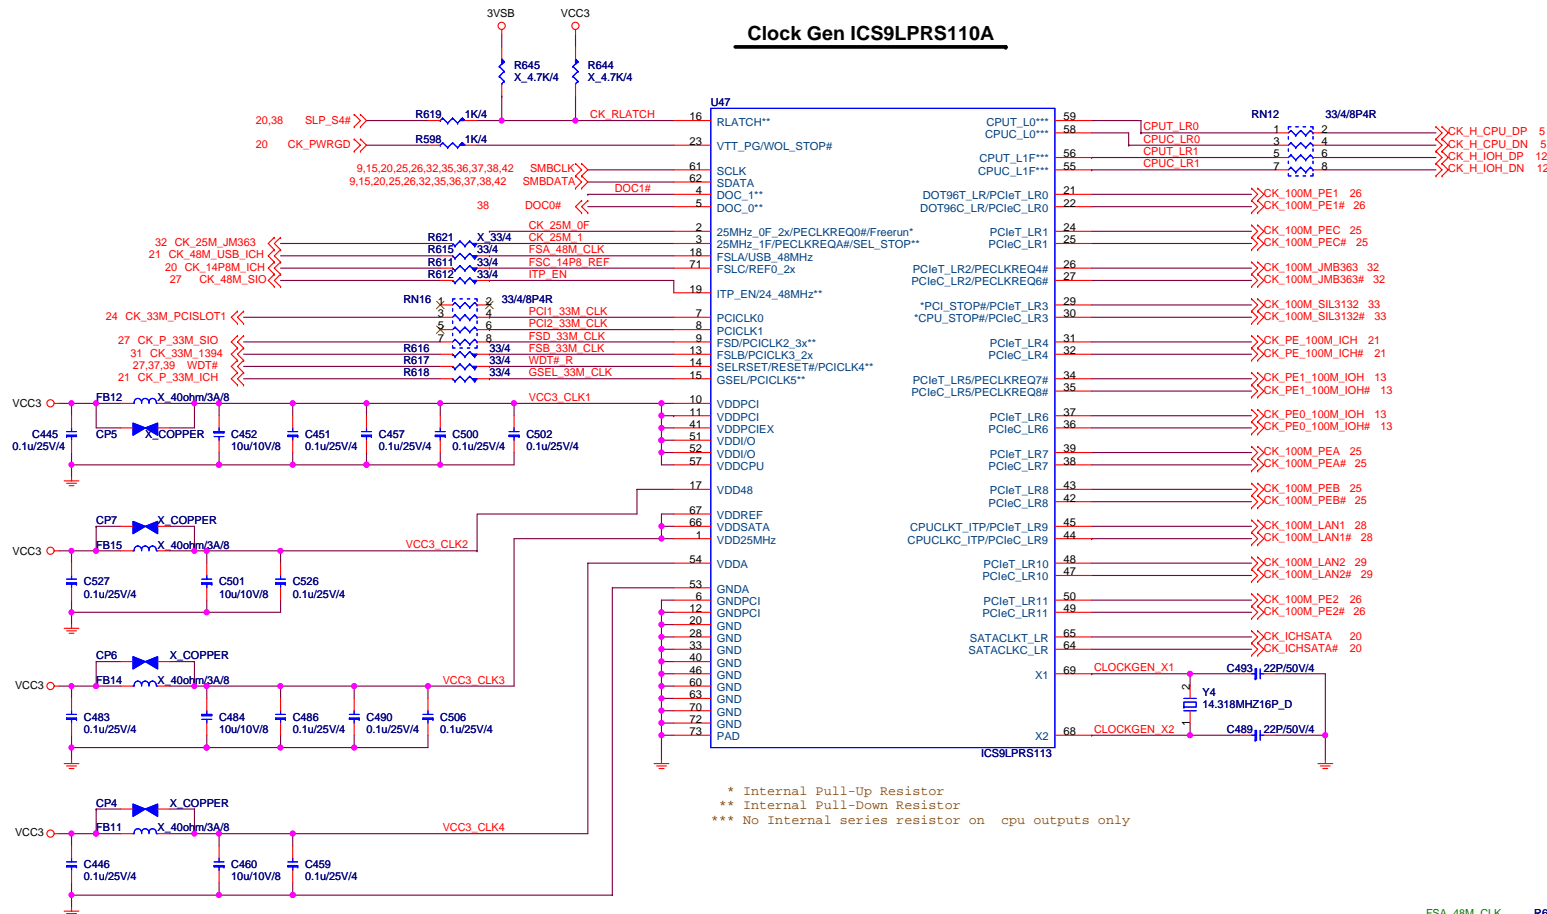 Clock Gen ICS9LPRS110A
3VSB VCC3
R645 X_4.7K/4
R644 X_4.7K/4
20,38 SLP_S4# R619 1K/4 CK_RLATCH
20 CK_PWRGD R598 1K/4
9,15,20,25,26,32,35,36,37,38,42 SMBCLK
9,15,20,25,26,32,35,36,37,38,42 SMBDATA
DOC1#
38 DOC0#
CK_25M_0F
32 CK_25M_JM363 R621 X_33/4 CK_25M_1
21 CK_48M_USB_ICH R615 33/4 FSA_48M_CLK
20 CK_14P8M_ICH R611 33/4 FSC_14P8_REF
27 CK_48M_SIO R612 33/4 ITP_EN
RN16 33/4/8P4R
1 2
24 CK_33M_PCISLOT1 3 4 PCI1_33M_CLK
5 6 PCI2_33M_CLK
27 CK_P_33M_SIO 7 8 FSD_33M_CLK
31 CK_33M_1394 R616 33/4 FSB_33M_CLK
27,37,39 WDT# R617 33/4 WDT#_R
21 CK_P_33M_ICH R618 33/4 GSEL_33M_CLK
VCC3 FB12 X_40ohm/3A/8 VCC3_CLK1
CP5 X_COPPER
C445 0.1u/25V/4
C452 10u/10V/8
C451 0.1u/25V/4
C457 0.1u/25V/4
C500 0.1u/25V/4
C502 0.1u/25V/4
CP7 X_COPPER
VCC3 FB15 X_40ohm/3A/8 VCC3_CLK2
C527 0.1u/25V/4
C501 10u/10V/8
C526 0.1u/25V/4
CP6 X_COPPER
VCC3 FB14 X_40ohm/3A/8 VCC3_CLK3
C483 0.1u/25V/4
C484 10u/10V/8
C486 0.1u/25V/4
C490 0.1u/25V/4
C506 0.1u/25V/4
CP4 X_COPPER
VCC3 FB11 X_40ohm/3A/8 VCC3_CLK4
C446 0.1u/25V/4
C460 10u/10V/8
C459 0.1u/25V/4
U47
16 RLATCH**
23 VTT_PG/WOL_STOP#
61 SCLK
62 SDATA
4 DOC_1**
5 DOC_0**
2 25MHz_0F_2x/PECLKREQ0#/Freerun*
3 25MHz_1F/PECLKREQA#/SEL_STOP**
18 FSLA/USB_48MHz
71 FSLC/REF0_2x
19 ITP_EN/24_48MHz**
7 PCICLK0
8 PCICLK1
9 FSD/PCICLK2_3x**
13 FSLB/PCICLK3_2x
14 SELRSET/RESET#/PCICLK4**
15 GSEL/PCICLK5**
10 VDDPCI
11 VDDPCI
41 VDDPCIEX
51 VDDI/O
52 VDDI/O
57 VDDCPU
17 VDD48
67 VDDREF
66 VDDSATA
1 VDD25MHz
54 VDDA
53 GNDA
6 GNDPCI
12 GNDPCI
20 GND
28 GND
33 GND
40 GND
46 GND
60 GND
63 GND
70 GND
72 GND
73 PAD
CPUT_L0*** 59
CPUC_L0*** 58
CPUT_L1F*** 56
CPUC_L1F*** 55
RN12 33/4/8P4R
CPUT_LR0 1 2 CK_H_CPU_DP 5
CPUC_LR0 3 4 CK_H_CPU_DN 5
CPUT_LR1 5 6 CK_H_IOH_DP 12
CPUC_LR1 7 8 CK_H_IOH_DN 12
DOT96T_LR/PCIeT_LR0 21 CK_100M_PE1 26
DOT96C_LR/PCIeC_LR0 22 CK_100M_PE1# 26
PCIeT_LR1 24 CK_100M_PEC 25
PCIeC_LR1 25 CK_100M_PEC# 25
PCIeT_LR2/PECLKREQ4# 26 CK_100M_JMB363 32
PCIeC_LR2/PECLKREQ6# 27 CK_100M_JMB363# 32
*PCI_STOP#/PCIeT_LR3 29 CK_100M_SIL3132 33
*CPU_STOP#/PCIeC_LR3 30 CK_100M_SIL3132# 33
PCIeT_LR4 31 CK_PE_100M_ICH 21
PCIeC_LR4 32 CK_PE_100M_ICH# 21
PCIeT_LR5/PECLKREQ7# 34 CK_PE1_100M_IOH 13
PCIeC_LR5/PECLKREQ8# 35 CK_PE1_100M_IOH# 13
PCIeT_LR6 37 CK_PE0_100M_IOH 13
PCIeC_LR6 36 CK_PE0_100M_IOH# 13
PCIeT_LR7 39 CK_100M_PEA 25
PCIeC_LR7 38 CK_100M_PEA# 25
PCIeT_LR8 43 CK_100M_PEB 25
PCIeC_LR8 42 CK_100M_PEB# 25
CPUCLKT_ITP/PCIeT_LR9 45 CK_100M_LAN1 28
CPUCLKC_ITP/PCIeC_LR9 44 CK_100M_LAN1# 28
PCIeT_LR10 48 CK_100M_LAN2 29
PCIeC_LR10 47 CK_100M_LAN2# 29
PCIeT_LR11 50 CK_100M_PE2 26
PCIeC_LR11 49 CK_100M_PE2# 26
SATACLKT_LR 65 CK_ICHSATA 20
SATACLKC_LR 64 CK_ICHSATA# 20
X1 69 CLOCKGEN_X1 C493 22P/50V/4
2 Y4
14.318MHZ16P_D
1
X2 68 CLOCKGEN_X2 C489 22P/50V/4
ICS9LPRS113
* Internal Pull-Up Resistor
** Internal Pull-Down Resistor
*** No Internal series resistor on cpu outputs only
FSA_48M_CLK